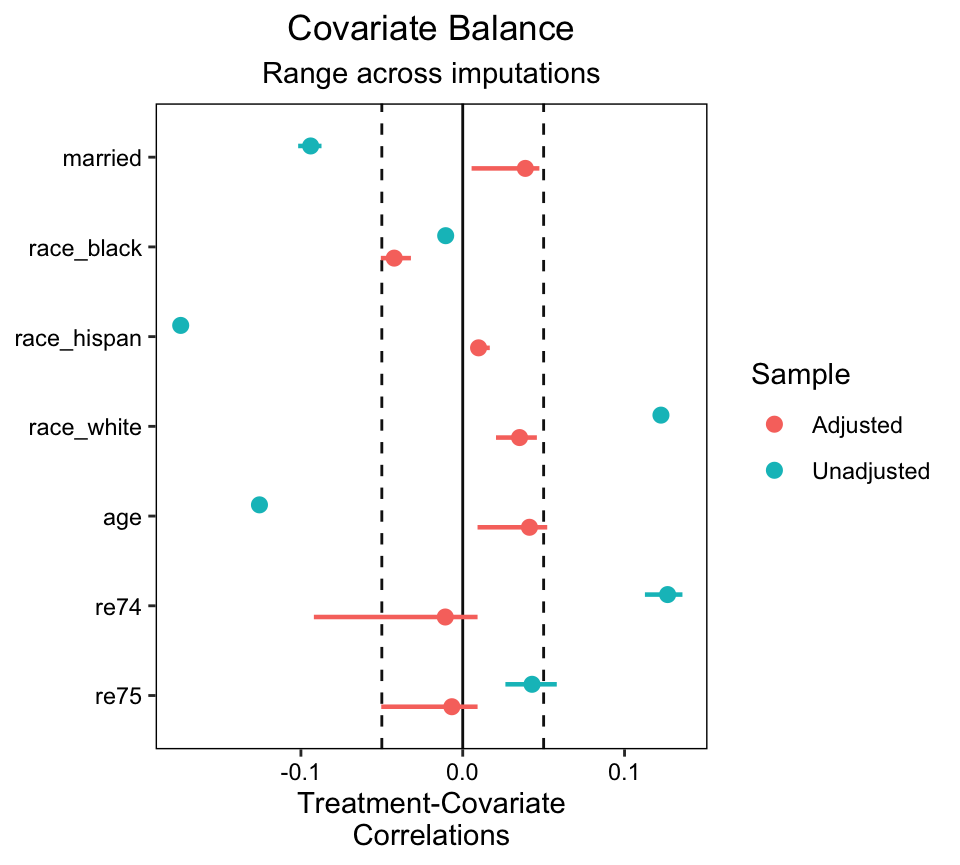 Covariate Balance
Range across imputations
married
race_black
race_hispan
race_white
age
re74
re75
-0.1
0.0
0.1
Treatment-Covariate
Correlations
Sample
Adjusted
Unadjusted